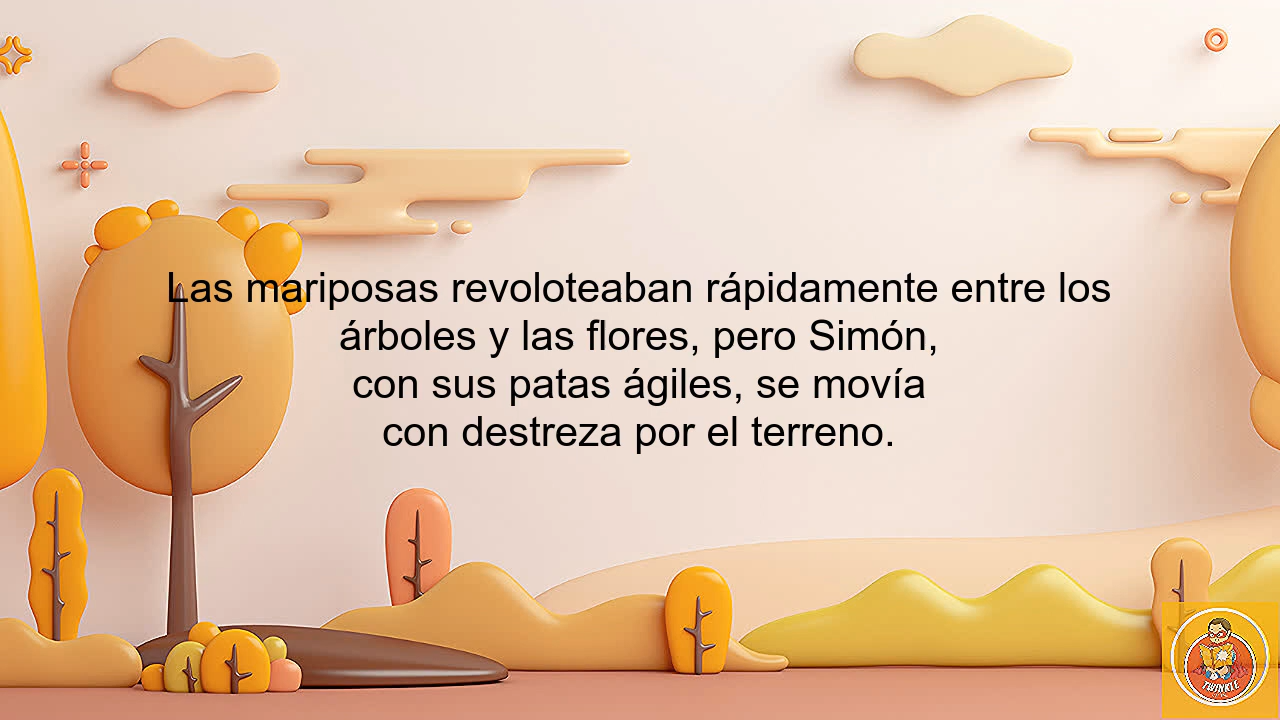 Las mariposas revoloteaban rápidamente entre los
árboles y las flores, pero Simón,
con sus patas ágiles, se movía
con destreza por el terreno.
TWINKLE